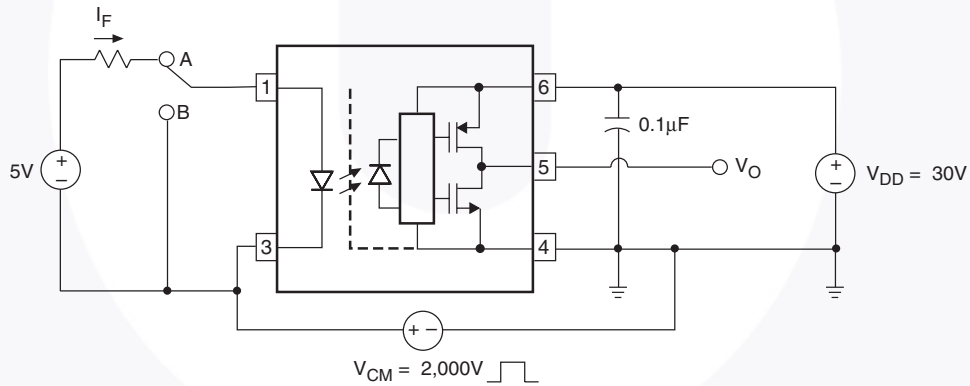 I_F
A
1
6
B
0.1μF
5V
+
−
5
V_O
+
−
V_DD = 30V
3
4
+ −
V_CM = 2,000V